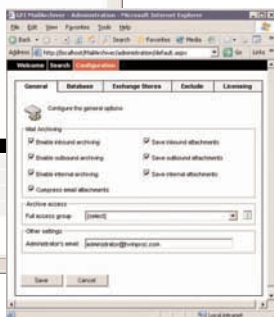 GFI MailArchiver - Administration - Microsoft Internet Explorer
File Edit View Favorites Tools Help
Back Search Favorites Media
Address http://localhost/MailArchiver/administration/default.aspx Go Links
Welcome Search Configuration
General Database Exchange Stores Exclude Licensing
Configure the general options
Mail Archiving
Enable inbound archiving Save inbound attachments
Enable outbound archiving Save outbound attachments
Enable internal archiving Save internal attachments
Compress email attachments
Archive access
Full access group: [select]
Other settings
Administrator's email:
Save Cancel
Local intranet